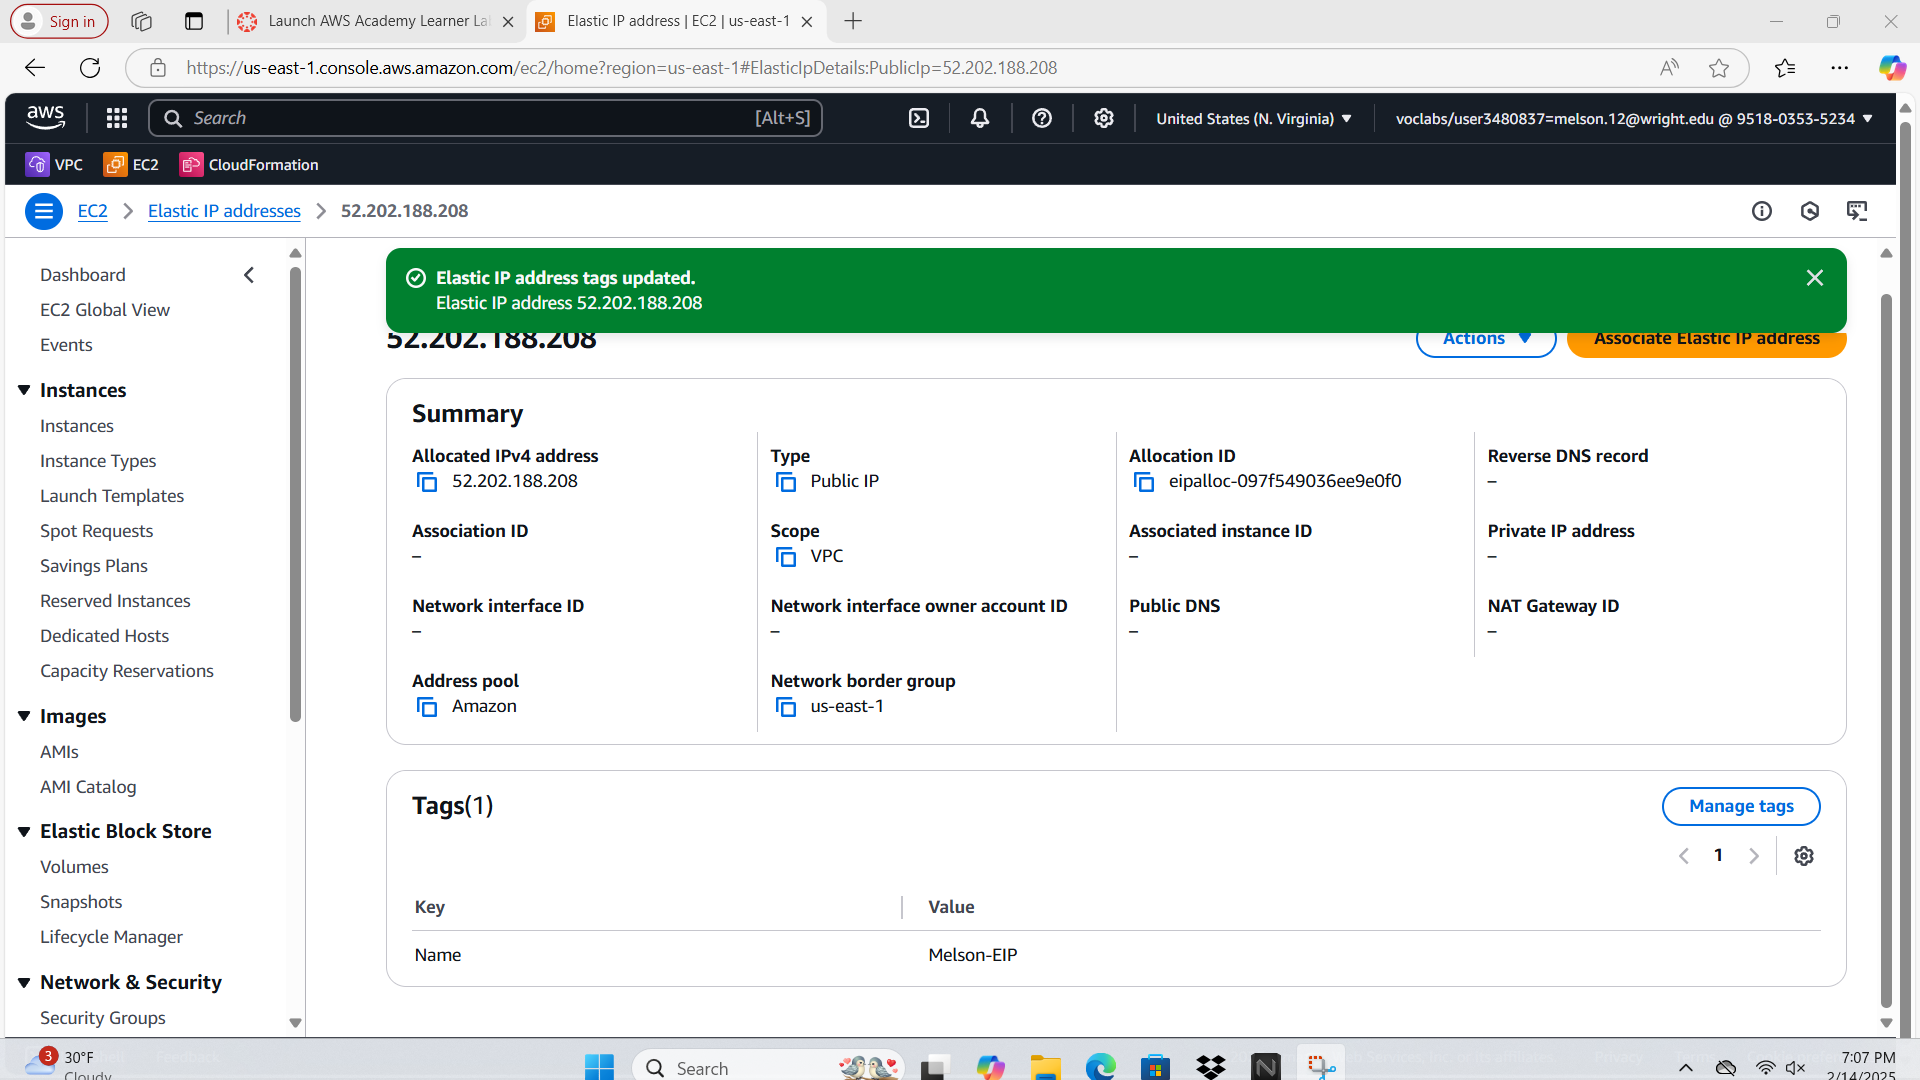 Sign in
Launch AWS Academy Learner La
Elastic IP address | EC2 | us-east-1
https://us-east-1.console.aws.amazon.com/ec2/home?region=us-east-1#ElasticIpDetails:PublicIp=52.202.188.208
aws
Search
[Alt+S]
United States (N. Virginia)
voclabs/user3480837=melson.12@wright.edu @ 9518-0353-5234
VPC
EC2
CloudFormation
EC2
Elastic IP addresses
52.202.188.208
Dashboard
EC2 Global View
Events
Instances
Instances
Instance Types
Launch Templates
Spot Requests
Savings Plans
Reserved Instances
Dedicated Hosts
Capacity Reservations
Images
AMIs
AMI Catalog
Elastic Block Store
Volumes
Snapshots
Lifecycle Manager
Network & Security
Security Groups
Elastic IP address tags updated.
Elastic IP address 52.202.188.208
52.202.188.208
Actions
Associate Elastic IP address
Summary
Allocated IPv4 address
52.202.188.208
Type
Public IP
Allocation ID
eipalloc-097f549036ee9e0f0
Reverse DNS record
–
Association ID
–
Scope
VPC
Associated instance ID
–
Private IP address
–
Network interface ID
–
Network interface owner account ID
–
Public DNS
–
NAT Gateway ID
–
Address pool
Amazon
Network border group
us-east-1
Tags(1)
Manage tags
1
Key
Value
Name
Melson-EIP
3
30°F
Cloudy
Search
7:07 PM
2/14/2025